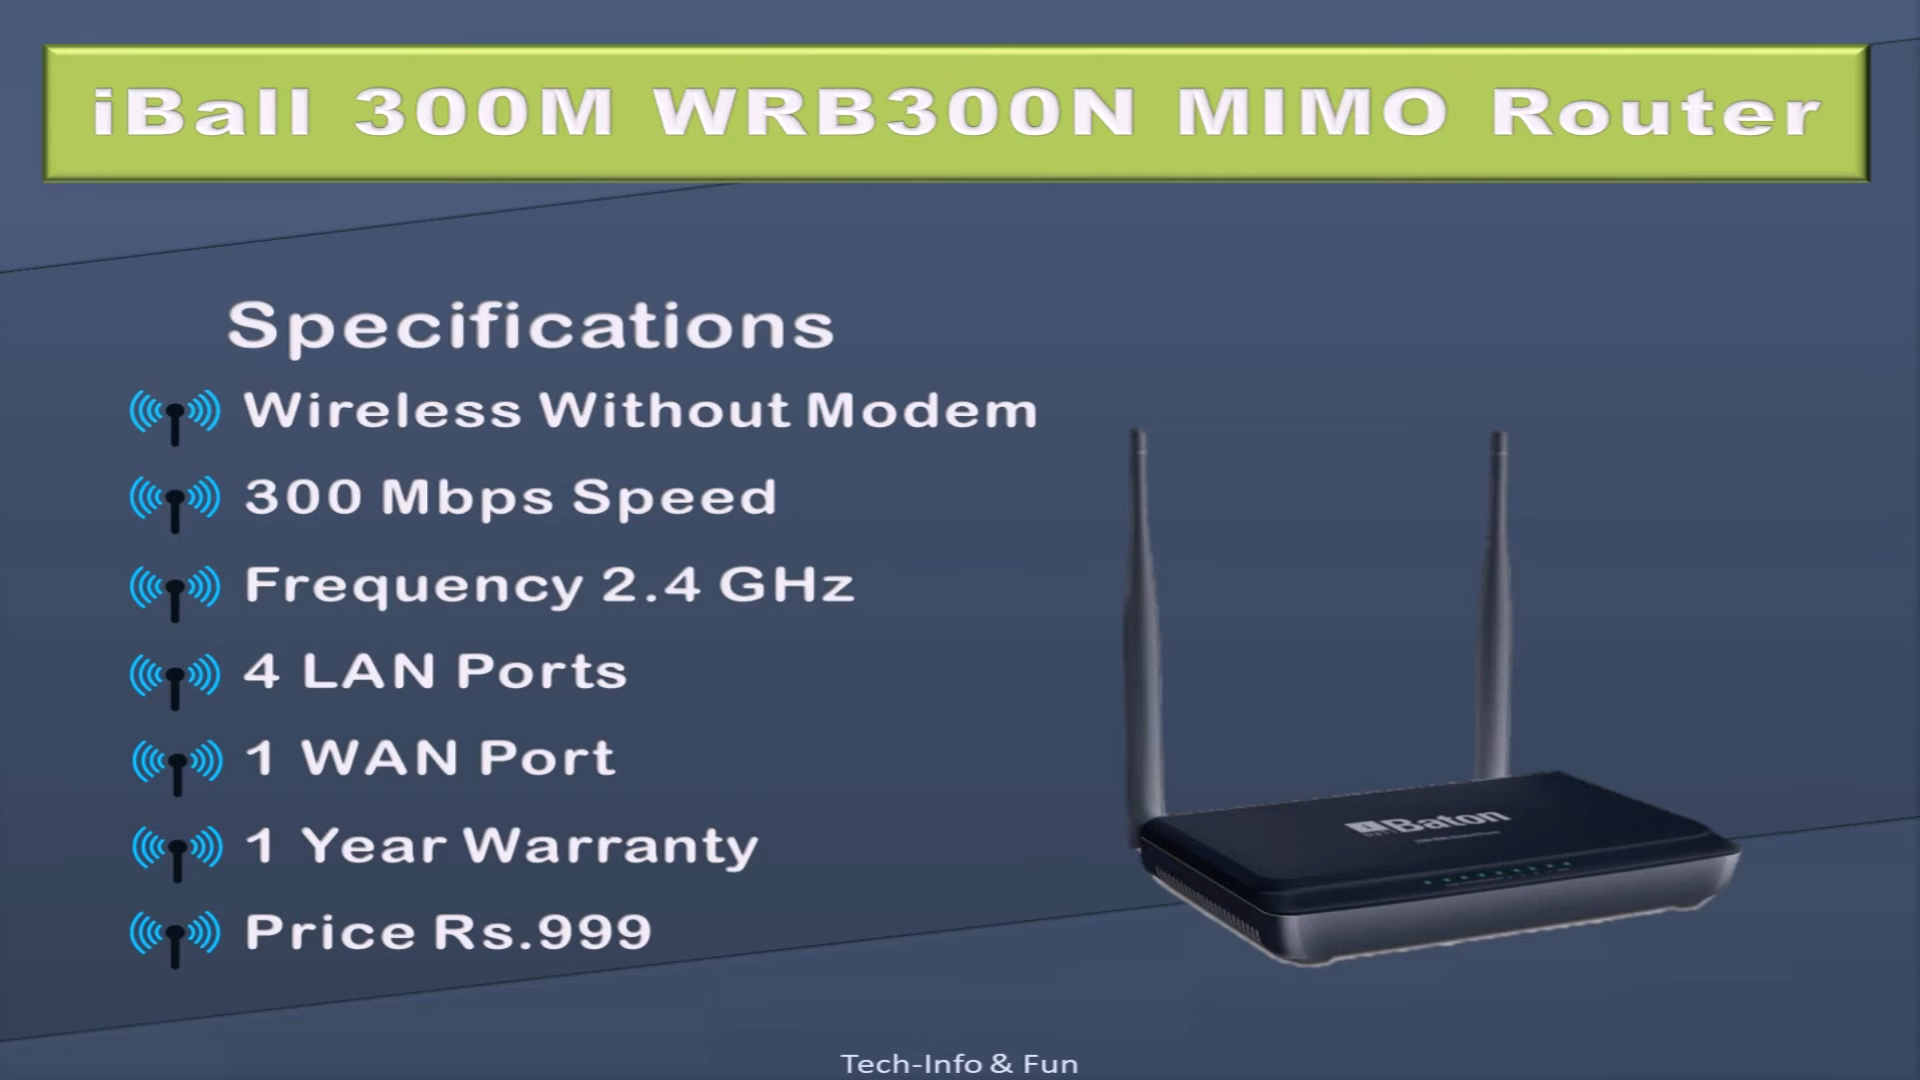 iBall 300M WRB300N MIMO Router
Specifications
Wireless Without Modem
300 Mbps Speed
Frequency 2.4 GHz
4 LAN Ports
1 WAN Port
1 Year Warranty
Price Rs.999
Baton
Tech-Info & Fun